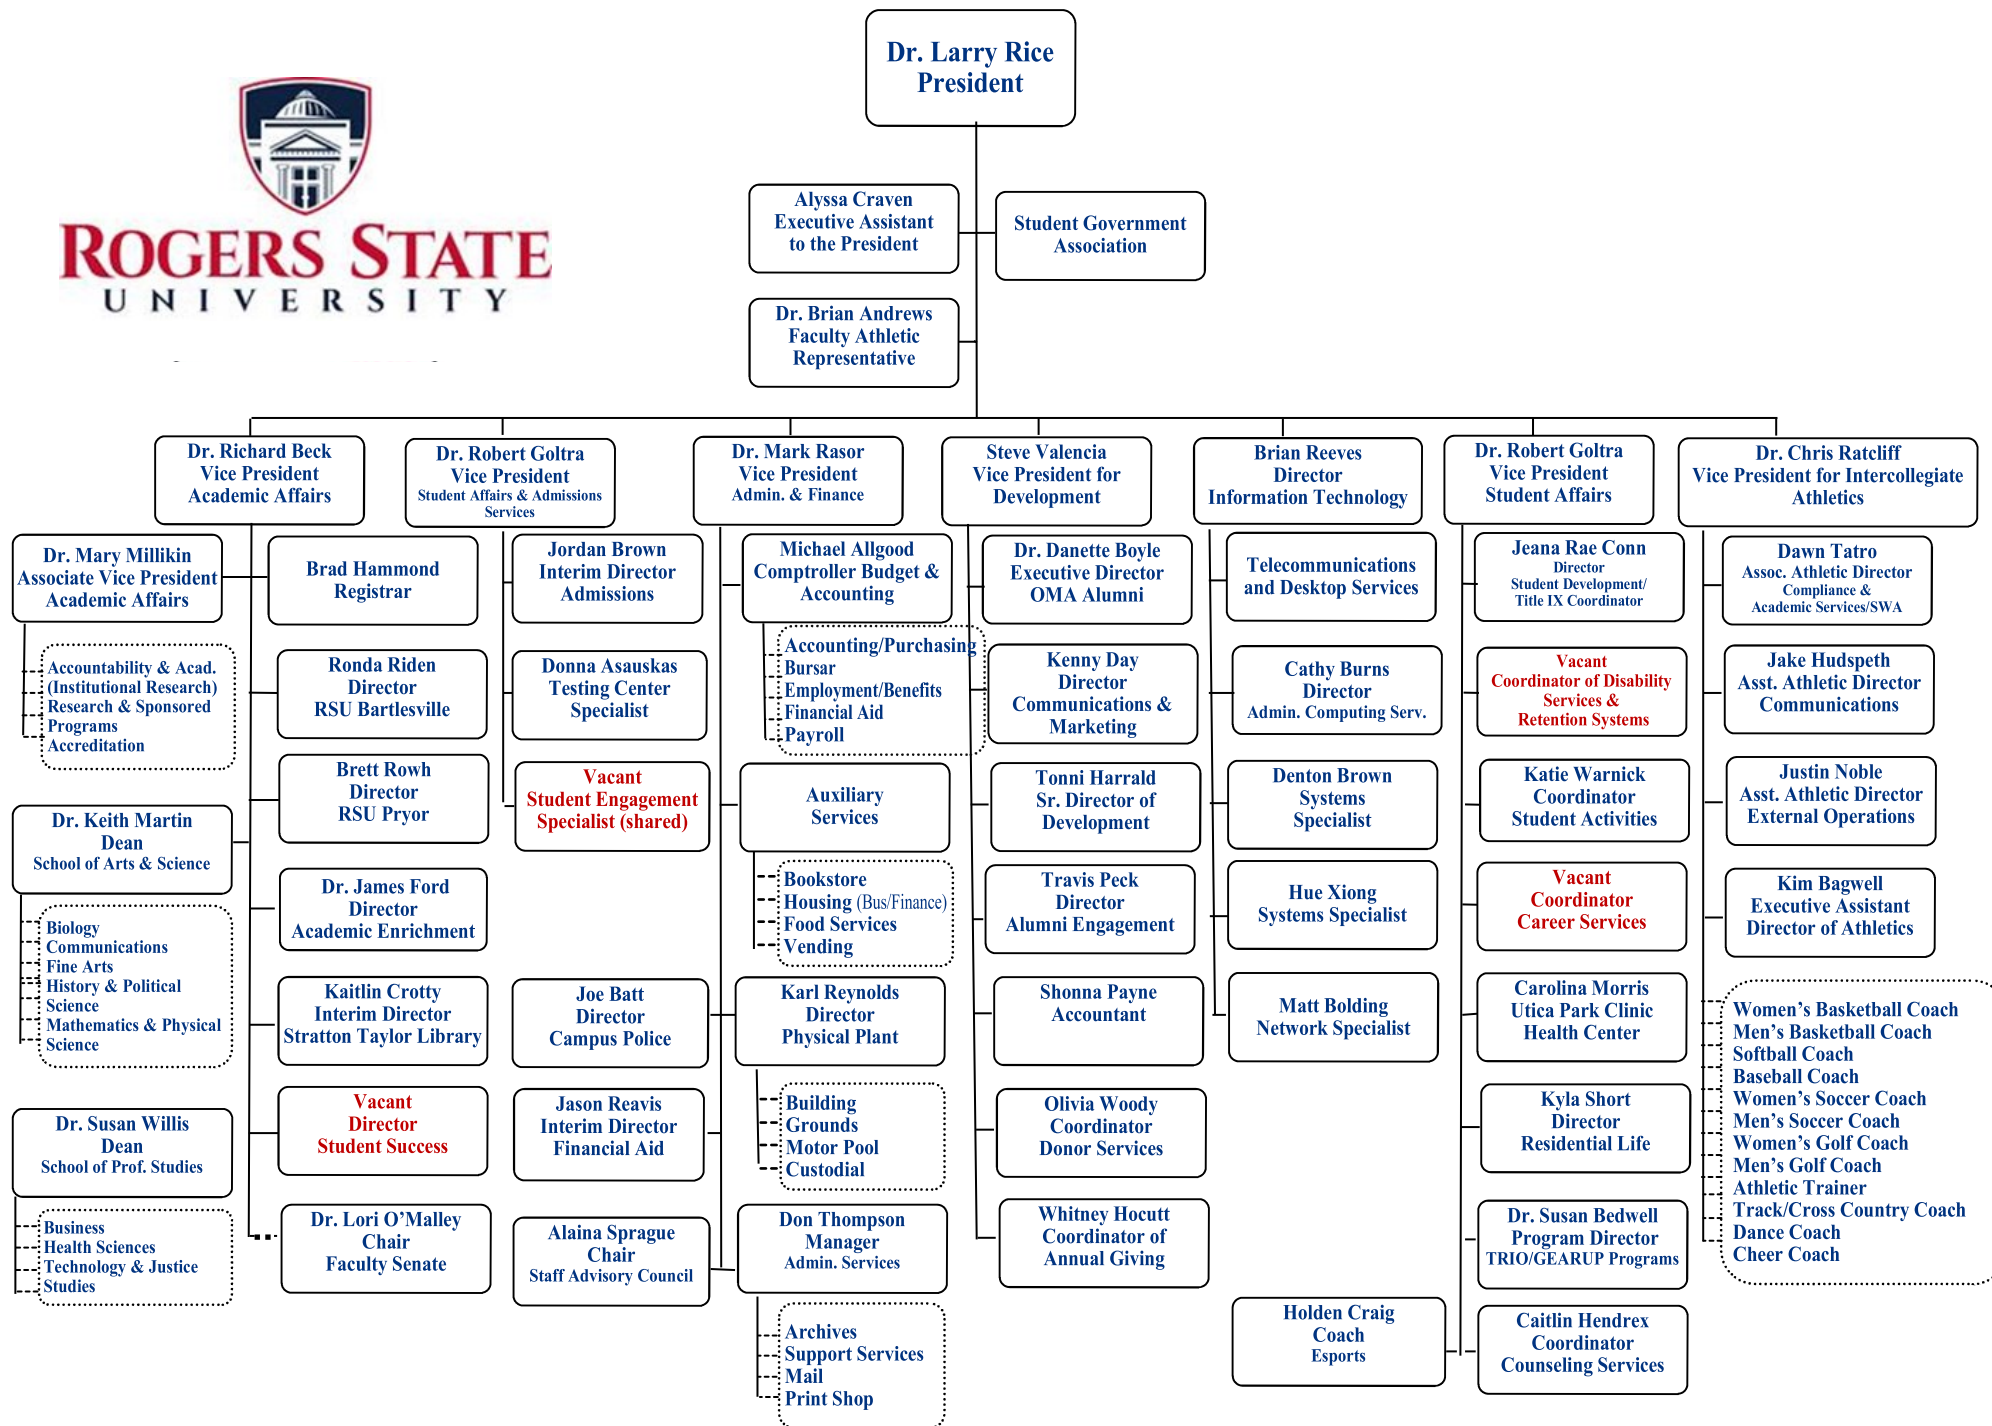 Dr. Larry Rice
President
ROGERS STATE
UNIVERSITY
Alyssa Craven
Executive Assistant
to the President
Student Government
Association
Dr. Brian Andrews
Faculty Athletic
Representative
Dr. Richard Beck
Vice President
Academic Affairs
Dr. Robert Goltra
Vice President
Student Affairs & Admissions
Services
Dr. Mark Rasor
Vice President
Admin. & Finance
Steve Valencia
Vice President for
Development
Brian Reeves
Director
Information Technology
Dr. Robert Goltra
Vice President
Student Affairs
Dr. Chris Ratcliff
Vice President for Intercollegiate
Athletics
Dr. Mary Millikin
Associate Vice President
Academic Affairs
Accountability & Acad.
(Institutional Research)
Research & Sponsored
Programs
Accreditation
Dr. Keith Martin
Dean
School of Arts & Science
Biology
Communications
Fine Arts
History & Political
Science
Mathematics & Physical
Science
Dr. Susan Willis
Dean
School of Prof. Studies
Business
Health Sciences
Technology & Justice
Studies
Brad Hammond
Registrar
Ronda Riden
Director
RSU Bartlesville
Brett Rowh
Director
RSU Pryor
Dr. James Ford
Director
Academic Enrichment
Kaitlin Crotty
Interim Director
Stratton Taylor Library
Vacant
Director
Student Success
Dr. Lori O’Malley
Chair
Faculty Senate
Jordan Brown
Interim Director
Admissions
Donna Asauskas
Testing Center
Specialist
Vacant
Student Engagement
Specialist (shared)
Joe Batt
Director
Campus Police
Jason Reavis
Interim Director
Financial Aid
Alaina Sprague
Chair
Staff Advisory Council
Michael Allgood
Comptroller Budget &
Accounting
Accounting/Purchasing
Bursar
Employment/Benefits
Financial Aid
Payroll
Auxiliary
Services
Bookstore
Housing (Bus/Finance)
Food Services
Vending
Karl Reynolds
Director
Physical Plant
Building
Grounds
Motor Pool
Custodial
Don Thompson
Manager
Admin. Services
Archives
Support Services
Mail
Print Shop
Dr. Danette Boyle
Executive Director
OMA Alumni
Kenny Day
Director
Communications &
Marketing
Tonni Harrald
Sr. Director of
Development
Travis Peck
Director
Alumni Engagement
Shonna Payne
Accountant
Olivia Woody
Coordinator
Donor Services
Whitney Hocutt
Coordinator of
Annual Giving
Telecommunications
and Desktop Services
Cathy Burns
Director
Admin. Computing Serv.
Denton Brown
Systems
Specialist
Hue Xiong
Systems Specialist
Matt Bolding
Network Specialist
Holden Craig
Coach
Esports
Jeana Rae Conn
Director
Student Development/
Title IX Coordinator
Vacant
Coordinator of Disability
Services &
Retention Systems
Katie Warnick
Coordinator
Student Activities
Vacant
Coordinator
Career Services
Carolina Morris
Utica Park Clinic
Health Center
Kyla Short
Director
Residential Life
Dr. Susan Bedwell
Program Director
TRIO/GEARUP Programs
Caitlin Hendrex
Coordinator
Counseling Services
Dawn Tatro
Assoc. Athletic Director
Compliance &
Academic Services/SWA
Jake Hudspeth
Asst. Athletic Director
Communications
Justin Noble
Asst. Athletic Director
External Operations
Kim Bagwell
Executive Assistant
Director of Athletics
Women’s Basketball Coach
Men’s Basketball Coach
Softball Coach
Baseball Coach
Women’s Soccer Coach
Men’s Soccer Coach
Women’s Golf Coach
Men’s Golf Coach
Athletic Trainer
Track/Cross Country Coach
Dance Coach
Cheer Coach